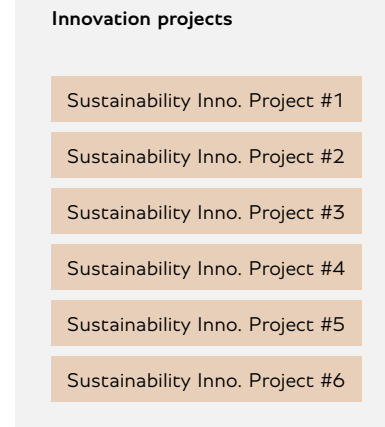 Innovation projects
Sustainability Inno. Project #1
Sustainability Inno. Project #2
Sustainability Inno. Project #3
Sustainability Inno. Project #4
Sustainability Inno. Project #5
Sustainability Inno. Project #6